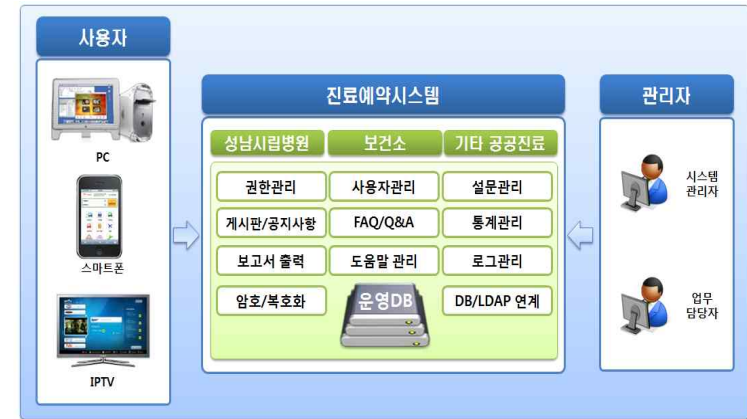 사용자
PC
스마트폰
IPTV
진료예약시스템
성남시립병원
보건소
기타 공공진료
권한관리
사용자관리
설문관리
게시판/공지사항
FAQ/Q&A
통계관리
보고서 출력
도움말 관리
로그관리
암호/복호화
운영DB
DB/LDAP 연계
관리자
시스템
관리자
업무
담당자